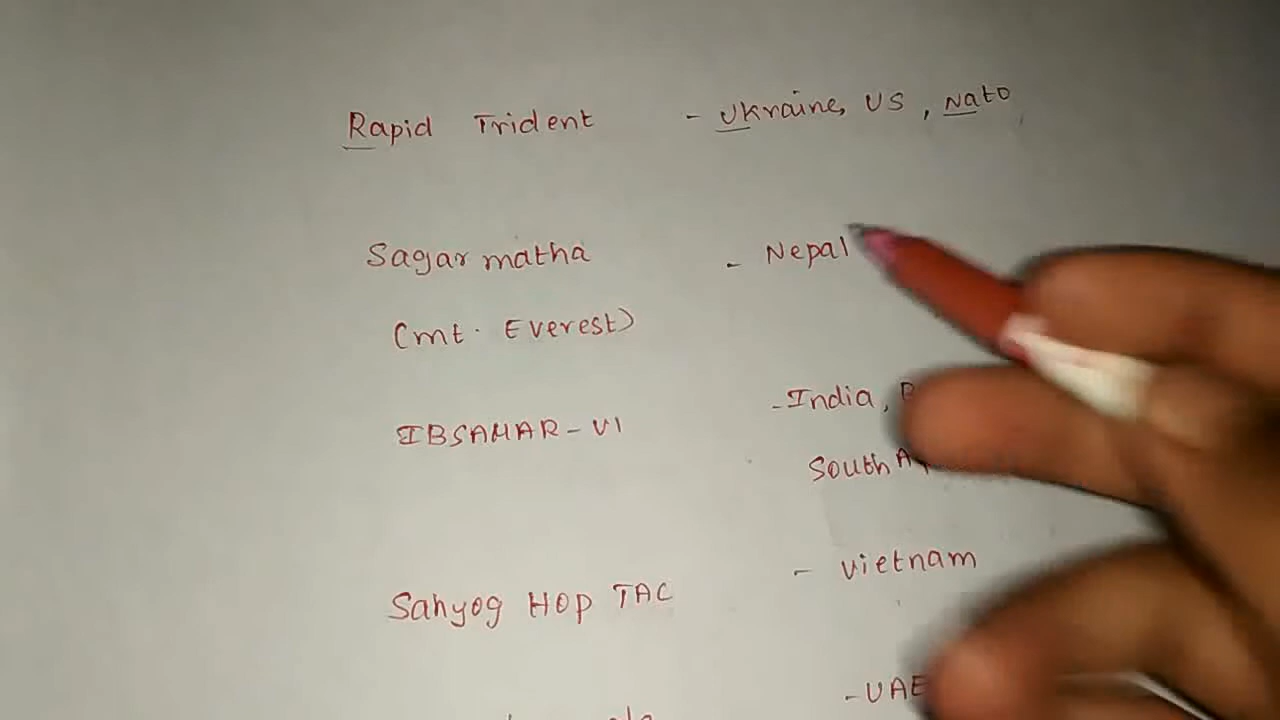 Rapid Trident - Ukraine, US, Nato
Sagarmatha - Nepal
(mt. Everest)
IBSAMAR-VI - India,
South
Sahyog HOP TAC - Vietnam
- UAE